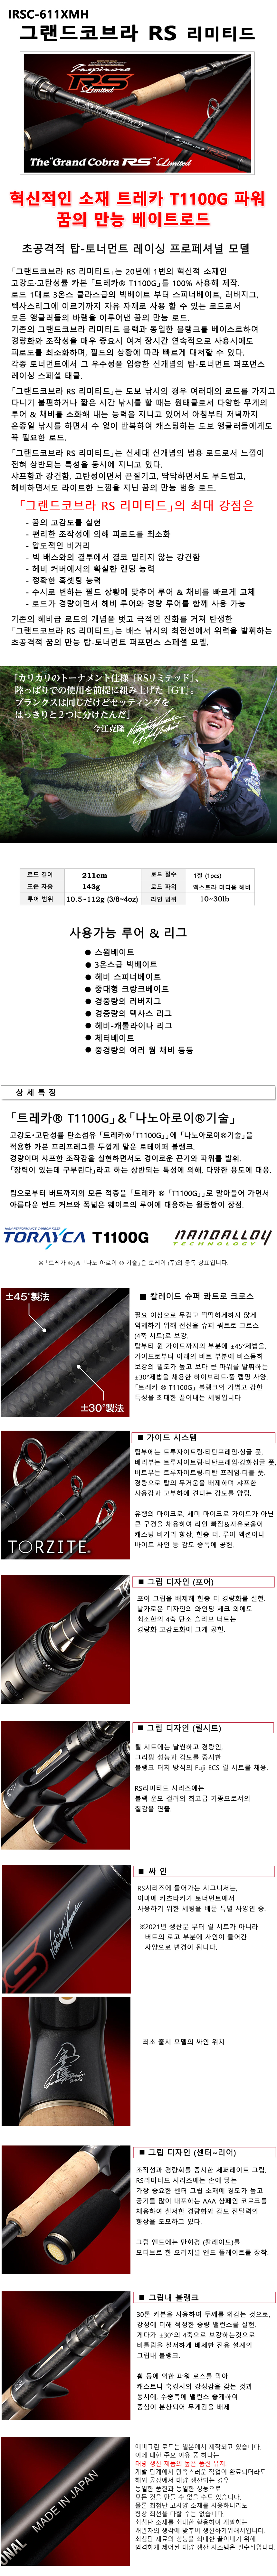 IRSC-611XMH
그랜드코브라 RS 리미티드
Inspirare
RS
Limited
The "Grand Cobra RS" Limited
혁신적인 소재 트레카 T1100G 파워
꿈의 만능 베이트로드
초공격적 탑-토너먼트 레이싱 프로페셔널 모델
「그랜드코브라 RS 리미티드」는 20년에 1번의 혁신적 소재인
고강도·고탄성률 카본 「트레카® T1100G」를 100% 사용해 제작.
로드 1대로 3온스 클라스급의 빅베이트 부터 스피너베이트, 러버지그,
텍사스리그에 이르기까지 자유 자재로 사용 할 수 있는 로드로서
모든 앵글러들의 바램을 이루어낸 꿈의 만능 로드.
기존의 그랜드코브라 리미티드 블랙과 동일한 블랭크를 베이스로하여
경량화와 조작성을 매우 중요시 여겨 장시간 연속적으로 사용시에도
피로도를 최소화하며, 필드의 상황에 따라 빠르게 대처할 수 있다.
각종 토너먼트에서 그 우수성을 입증한 신개념의 탑-토너먼트 퍼포먼스
레이싱 스페셜 태클.
「그랜드코브라 RS 리미티드」은 도보 낚시의 경우 여러대의 로드를 가지고
다니기 불편하거나 짧은 시간 낚시를 할 때는 원태클로서 다양한 무게의
루어 & 채비를 소화해 내는 능력을 지니고 있어서 아침부터 저녁까지
온종일 낚시를 하면서 수 없이 반복하여 캐스팅하는 도보 앵글러들에게도
꼭 필요한 로드.
「그랜드코브라 RS 리미티드」은 신세대 신개념의 범용 로드로서 느낌이
전혀 상반되는 특성을 동시에 지니고 있다.
샤프함과 강건함, 고탄성이면서 끈질기고, 딱딱하면서도 부드럽고,
헤비하면서도 라이트한 느낌을 지닌 꿈의 만능 범용 로드.
「그랜드코브라 RS 리미티드」의 최대 강점은
- 꿈의 고감도를 실현
- 편리한 조작성에 의해 피로도를 최소화
- 압도적인 비거리
- 빅 배스와의 결투에서 결코 밀리지 않는 강건함
- 헤비 커버에서의 확실한 랜딩 능력
- 정확한 훅셋팅 능력
- 수시로 변하는 필드 상황에 맞추어 루어 & 채비를 빠르게 교체
- 로드가 경량이면서 헤비 루어와 경량 루어를 함께 사용 가능
기존의 헤비급 로드의 개념을 벗고 극적인 진화를 거쳐 탄생한
「그랜드코브라 RS 리미티드」은 배스 낚시의 최전선에서 위력을 발휘하는
초공격적 꿈의 만능 탑-토너먼트 퍼포먼스 스페셜 모델.
『カリカリのトーナメント仕様『RSリミテッド』、
陸っぱりでの使用を前提に組み上げた『GT』。
ブランクスは同じだけどセッティングを
はっきりと2つに分けたんだ』
今江克隆
로드 길이 211cm 로드 절수 1절 (1pcs)
표준 자중 143g 로드 파워 엑스트라 미디움 헤비
루어 범위 10.5~112g (3/8~4oz) 라인 범위 10~30lb
사용가능 루어 & 리그
● 스윔베이트
● 3온스급 빅베이트
● 헤비 스피너베이트
● 중대형 크랑크베이트
● 경중량의 러버지그
● 경중량의 텍사스 리그
● 헤비-캐롤라이나 리그
● 체터베이트
● 중경량의 여러 웜 채비 등등
상 세 특 징
「트레카® T1100G」&「나노아로이®기술」
고강도·고탄성률 탄소섬유 「트레카®「T1100G」」에 「나노아로이®기술」을
적용한 카본 프리프레그를 두껍게 말은 로테이퍼 블랭크.
경량이며 샤프한 조작감을 실현하면서도 경이로운 끈기와 파워를 발휘.
「장력이 있는데 구부린다」라고 하는 상반되는 특성에 의해, 다양한 용도에 대응.
팁으로부터 버트까지의 모든 적층을 「트레카 ® 「T1100G」」로 말아들어 가면서
아름다운 밴드 커브와 폭넓은 웨이트의 루어에 대응하는 월동함이 장점.
TORAYCA T1100G NANOALLOY TECHNOLOGY
※ 「트레카 ®」& 「나노 아로이 ® 기술」은 토레이 (주)의 등록 상표입니다.
±45°製法
±30°製法
■ 칼레이드 슈퍼 콰트로 크로스
필요 이상으로 무겁고 딱딱하게하지 않게
억제하기 위해 전신을 슈퍼 쿼트로 크로스
(4축 시트)로 보강.
탑부터 원 가이드까지의 부분에 ±45°제법을,
가이드로부터 아래의 버트 부분에 비스듬히
보강의 밀도가 높고 보다 큰 파워를 발휘하는
±30°제법을 채용한 하이브리드-풀 랩핑 사양.
「트레카 ® T1100G」 블랭크의 가볍고 강한
특성을 최대한 끌어내는 세팅입니다
TORZITE
■ 가이드 시스템
팁부에는 토르자이트링·티탄프레임·싱글 풋,
베리부는 토르자이트링·티탄프레임·강화싱글 풋,
버트부는 토르자이트링·티탄 프레임·더블 풋.
경량으로 탑의 무거움을 배제하며 샤프한
사용감과 고부하에 견디는 강도를 양립.
유행의 마이크로, 세미 마이크로 가이드가 아닌
큰 구경을 채용하여 라인 빠짐&자유로움이
캐스팅 비거리 향상, 한층 더, 루어 액션이나
바이트 사인 등 감도 증폭에 공헌.
■ 그립 디자인 (포어)
포어 그립을 배제해 한층 더 경량화를 실현.
날카로운 디자인의 와인딩 체크 외에도
최소한의 4축 탄소 슬리브 너트는
경량화 고감도화에 크게 공헌.
■ 그립 디자인 (릴시트)
릴 시트에는 날씬하고 경량인,
그리핑 성능과 감도를 중시한
블랭크 터치 방식의 Fuji ECS 릴 시트를 채용.
RS리미티드 시리즈에는
블랙 운모 컬러의 최고급 기종으로서의
질감을 연출.
■ 싸 인
RS시리즈에 들어가는 시그니처는,
이마에 카츠타카가 토너먼트에서
사용하기 위한 세팅을 베푼 특별 사양인 증.
※2021년 생산분 부터 릴 시트가 아니라
버트의 로고 부분에 사인이 들어간
사양으로 변경이 됩니다.
최초 출시 모델의 싸인 위치
■ 그립 디자인 (센터~리어)
조작성과 경량화를 중시한 세퍼레이트 그립.
RS리미티드 시리즈에는 손에 닿는
가장 중요한 센터 그립 소재에 경도가 높고
공기를 많이 내포하는 AAA 샴페인 코르크를
채용하여 철저한 경량화와 감도 전달력의
향상을 도모하고 있다.
그립 엔드에는 만화경 (칼레이도)를
모티브로 한 오리지널 엔드 플레이트를 장착.
■ 그립내 블랭크
30톤 카본을 사용하여 두께를 휘감는 것으로,
감성에 더해 적정한 중량 밸런스를 실현.
게다가 ±30°의 4축으로 보강하는것으로
비틀림을 철저하게 배제한 전용 설계의
그립내 블랭크.
휨 등에 의한 파워 로스를 막아
캐스트나 훅킹시의 강성감을 갖는 것과
동시에, 수중측에 밸런스 좋게하여
중심이 분산되어 무게감을 배제
MADE IN JAPAN
에버그린 로드는 일본에서 제작되고 있습니다.
이에 대한 주요 이유 중 하나는
대량 생산 제품의 높은 품질 유지.
개발 단계에서 만족스러운 작업이 완료되더라도
해외 공장에서 대량 생산되는 경우
동일한 품질과 동일한 성능으로
모든 것을 만들 수 없을 수도 있습니다.
물론 최첨단 고사양 소재를 사용하더라도
항상 최선을 다할 수는 없습니다.
최첨단 소재를 최대한 활용하여 개발하는
개발자의 생각에 맞추어 생산하기위해서입니다.
최첨단 재료의 성능을 최대한 끌어내기 위해
엄격하게 제어된 대량 생산 시스템은 필수적입니다.